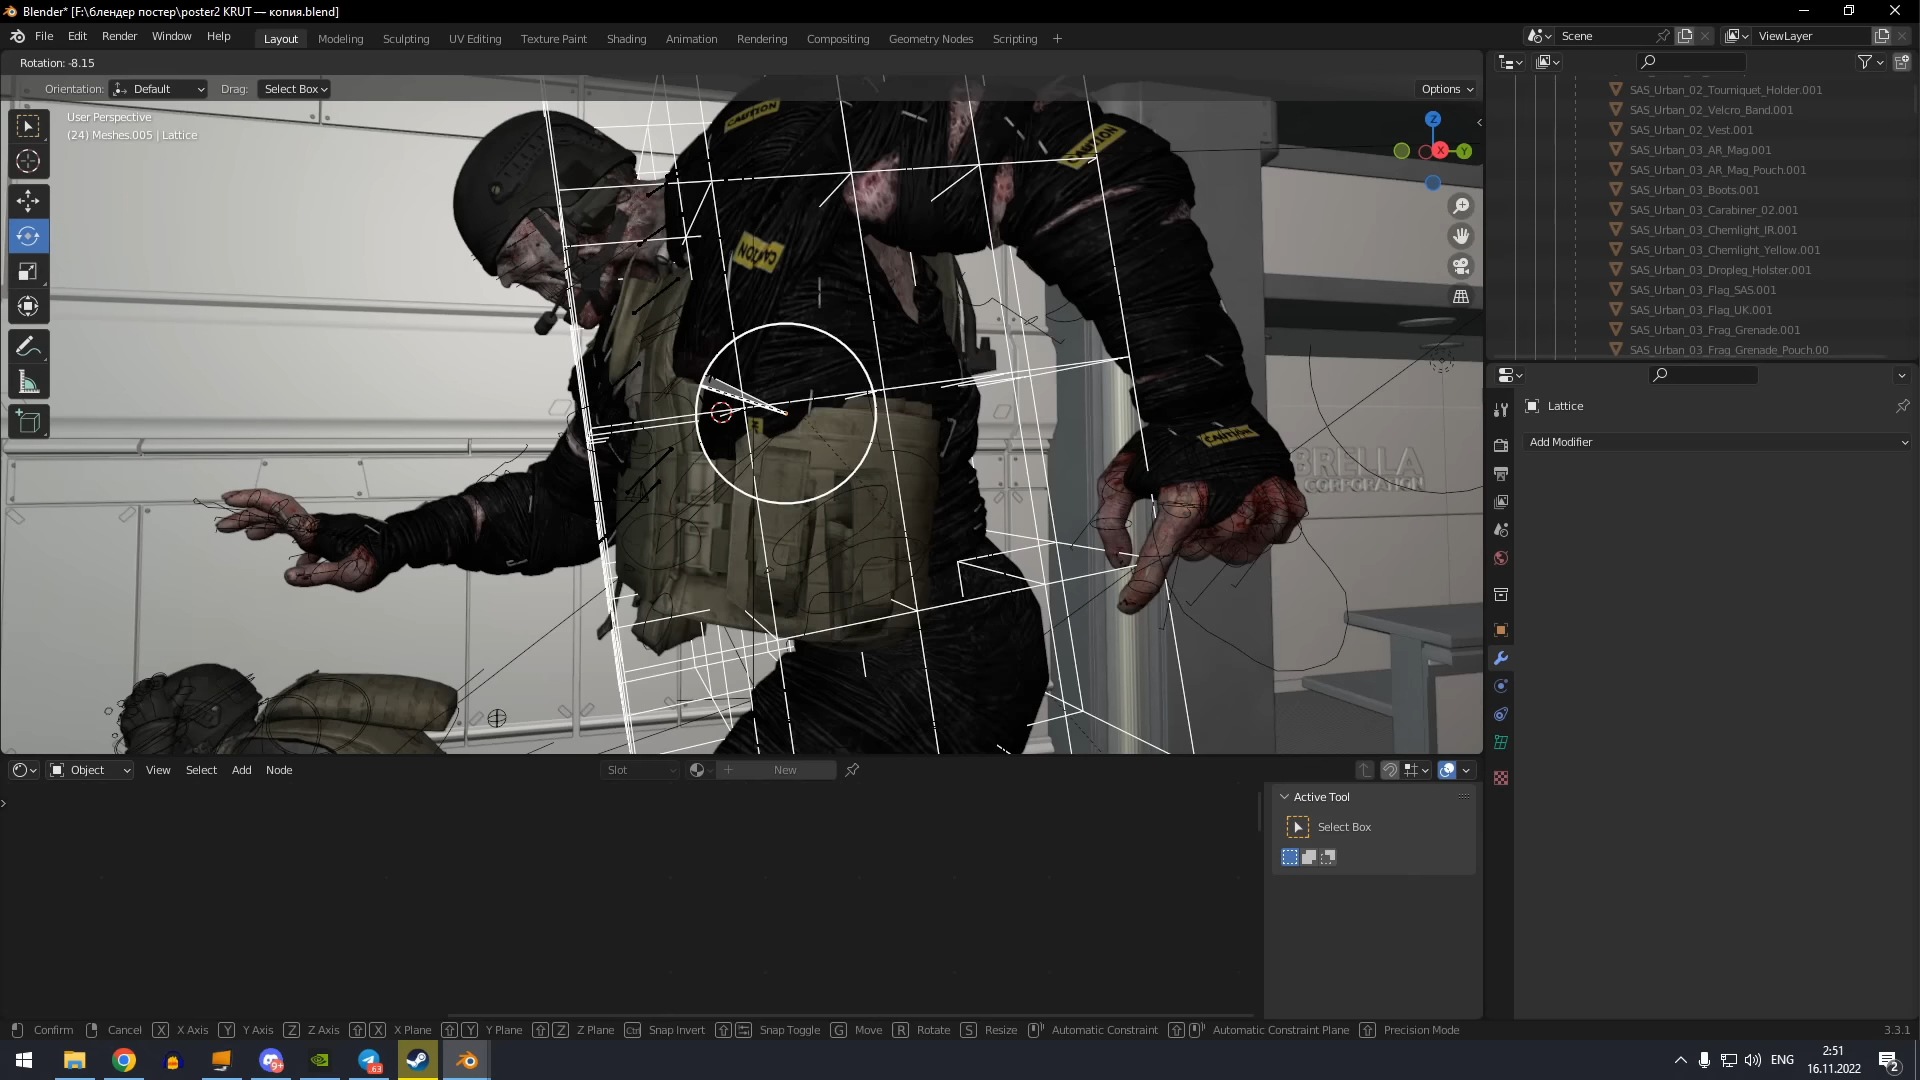 Blender* [F:\блендер постер\poster2 KRUT — копия.blend]
File Edit Render Window Help Layout Modeling Sculpting UV Editing Texture Paint Shading Animation Rendering Compositing Geometry Nodes Scripting
Scene ViewLayer
Rotation: -8.15
Orientation: Default Drag: Select Box Options
User Perspective
(24) Meshes.005 | Lattice
Z
X
Y
CAUTION
CAUTION
CAUTION
CAUTION
BRELLA
CORPORATION
SAS_Urban_02_Tourniquet_Holder.001
SAS_Urban_02_Velcro_Band.001
SAS_Urban_02_Vest.001
SAS_Urban_03_AR_Mag.001
SAS_Urban_03_AR_Mag_Pouch.001
SAS_Urban_03_Boots.001
SAS_Urban_03_Carabiner_02.001
SAS_Urban_03_Chemlight_IR.001
SAS_Urban_03_Chemlight_Yellow.001
SAS_Urban_03_Dropleg_Holster.001
SAS_Urban_03_Flag_SAS.001
SAS_Urban_03_Flag_UK.001
SAS_Urban_03_Frag_Grenade.001
SAS_Urban_03_Frag_Grenade_Pouch.00
Lattice
Add Modifier
Object View Select Add Node Slot New
Active Tool
Select Box
Confirm Cancel X X Axis Y Y Axis Z Z Axis X X Plane Y Y Plane Z Z Plane Ctrl Snap Invert Snap Toggle G Move R Rotate S Resize Automatic Constraint Automatic Constraint Plane Precision Mode 3.3.1
9+
63
ENG
2:51
16.11.2022
2